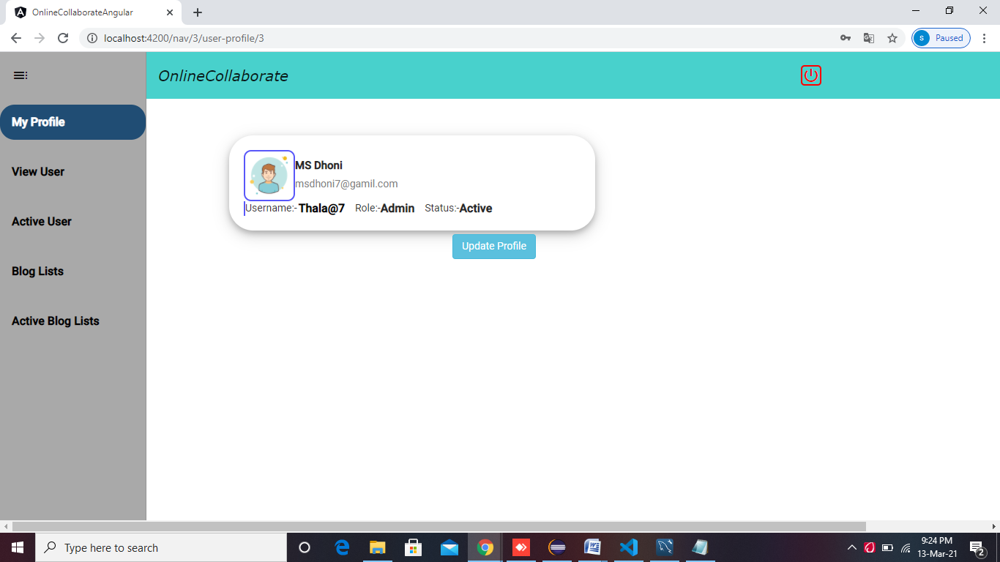 OnlineCollaborateAngular
localhost:4200/nav/3/user-profile/3
s Paused
OnlineCollaborate
My Profile
View User
Active User
Blog Lists
Active Blog Lists
MS Dhoni
msdhoni7@gamil.com
Username:- Thala@7 Role:-Admin Status:-Active
Update Profile
Type here to search
9:24 PM
13-Mar-21
2